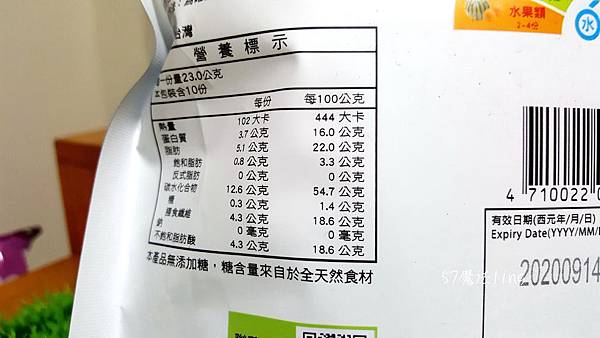 台灣
營養標示
一份量23.0公克
本包裝含10份
每份 每100公克
熱量 102大卡 444 大卡
蛋白質 3.7公克 16.0 公克
脂肪 5.1 公克 22.0 公克
飽和脂肪 0.8 公克 3.3 公克
反式脂肪 0 公克 0 公克
碳水化合物 12.6 公克 54.7 公克
糖 0.3 公克 1.4 公克
膳食纖維 4.3 公克 18.6 公克
鈉 0 毫克 0 毫克
不飽和脂肪酸 4.3 公克 18.6 公克
本產品無添加糖，糖含量來自於全天然食材
水果類
2-4份
水
4 710022
有效日期(西元年/月/日)
Expiry Date(YYYY/MM/
20200914